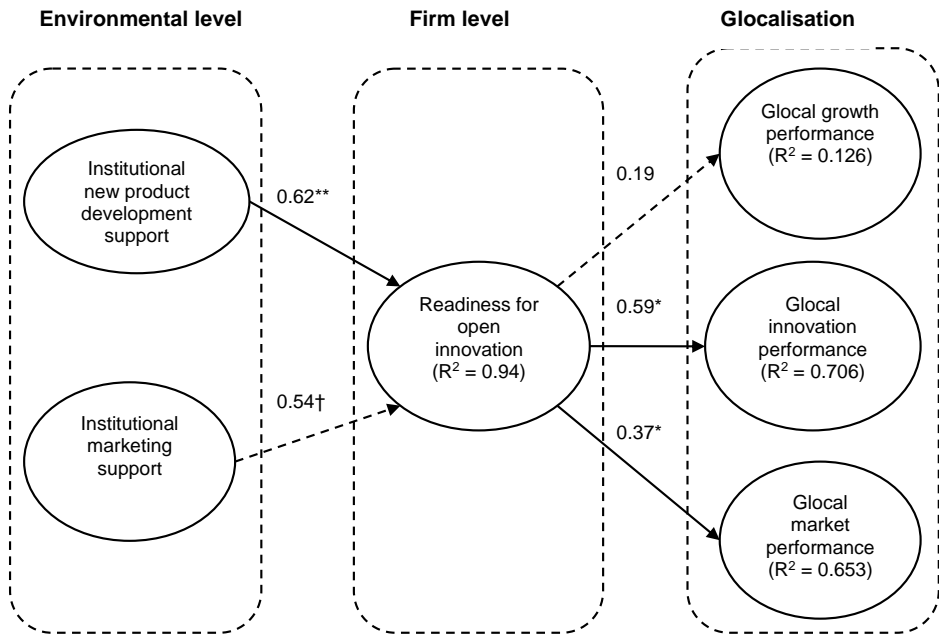 Environmental level
Firm level
Glocalisation
Institutional
new product
development
support
0.62**
Institutional
marketing
support
0.54†
Readiness for
open
innovation
(R² = 0.94)
0.19
0.59*
0.37*
Glocal growth
performance
(R² = 0.126)
Glocal
innovation
performance
(R² = 0.706)
Glocal
market
performance
(R² = 0.653)